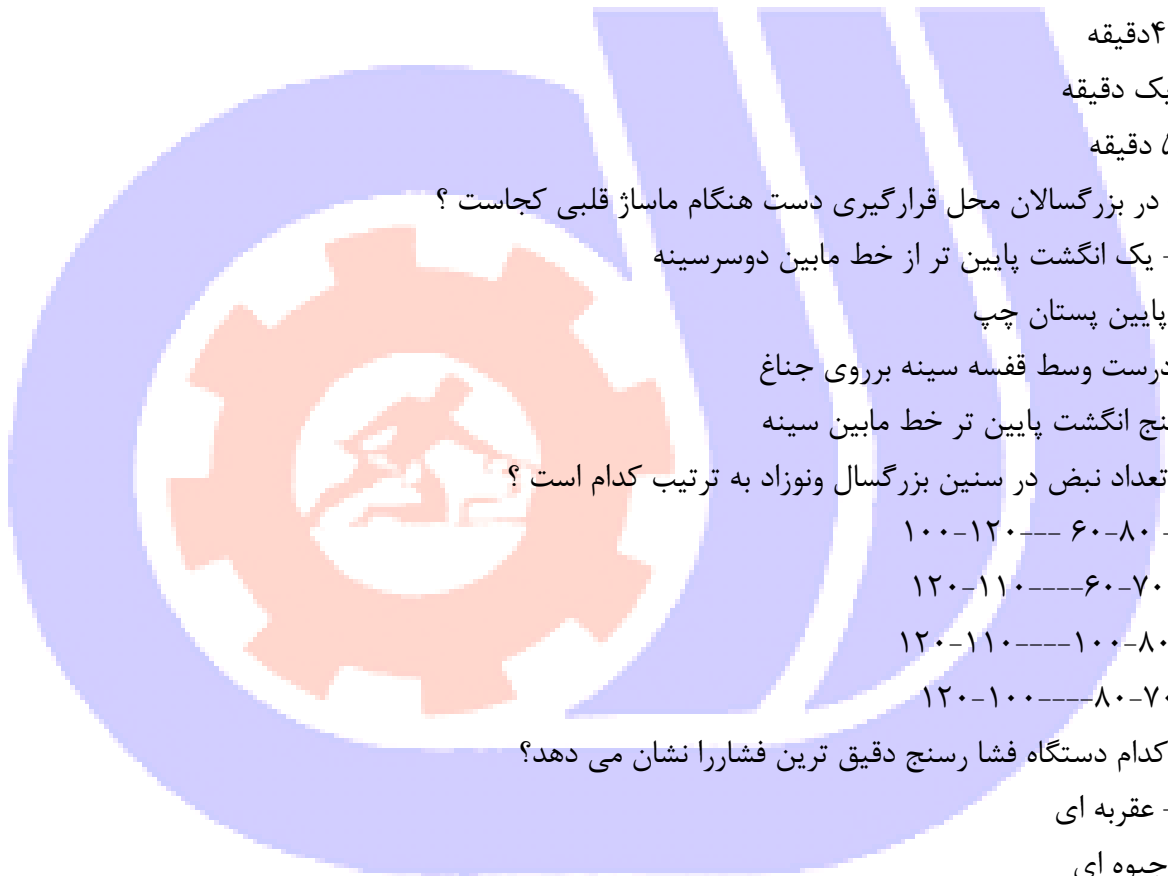 ۴دقیقه
یک دقیقه
۵ دقیقه
در بزرگسالان محل قرارگیری دست هنگام ماساژ قلبی کجاست ؟
- یک انگشت پایین تر از خط مابین دوسرسینه
پایین پستان چپ
درست وسط قفسه سینه برروی جناغ
پنج انگشت پایین تر خط مابین سینه
تعداد نبض در سنین بزرگسال ونوزاد به ترتیب کدام است ؟
- ۶۰-۸۰ ---۱۰۰-۱۲۰
۶۰-۷۰----۱۲۰-۱۱۰
۱۰۰-۸۰----۱۲۰-۱۱۰
۸۰-۷۰----۱۲۰-۱۰۰
کدام دستگاه فشا رسنج دقیق ترین فشاررا نشان می دهد؟
- عقربه ای
جیوه ای